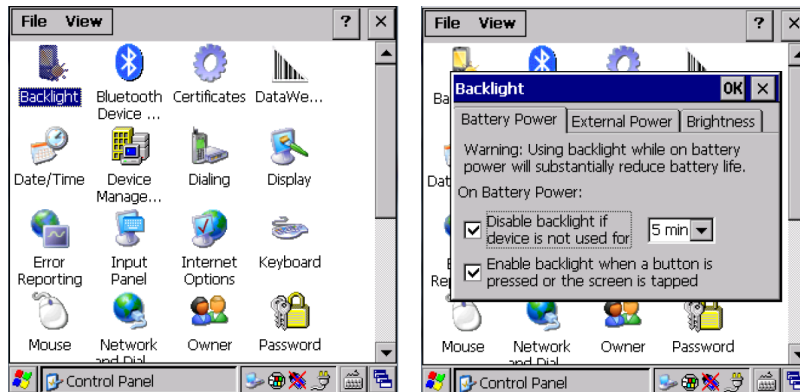 File View ? ×
Backlight Bluetooth Certificates DataWe...
Device ...
Date/Time Device Dialing Display
Manage...
Error Input Internet Keyboard
Reporting Panel Options
Mouse Network Owner Password
and Dial
Control Panel
File View ? ×
Ba
Backlight OK ×
Battery Power External Power Brightness
Warning: Using backlight while on battery
power will substantially reduce battery life.
On Battery Power:
Disable backlight if
device is not used for 5 min
Enable backlight when a button is
pressed or the screen is tapped
Dat
Re
Mouse Network Owner Password
and Dial
Control Panel